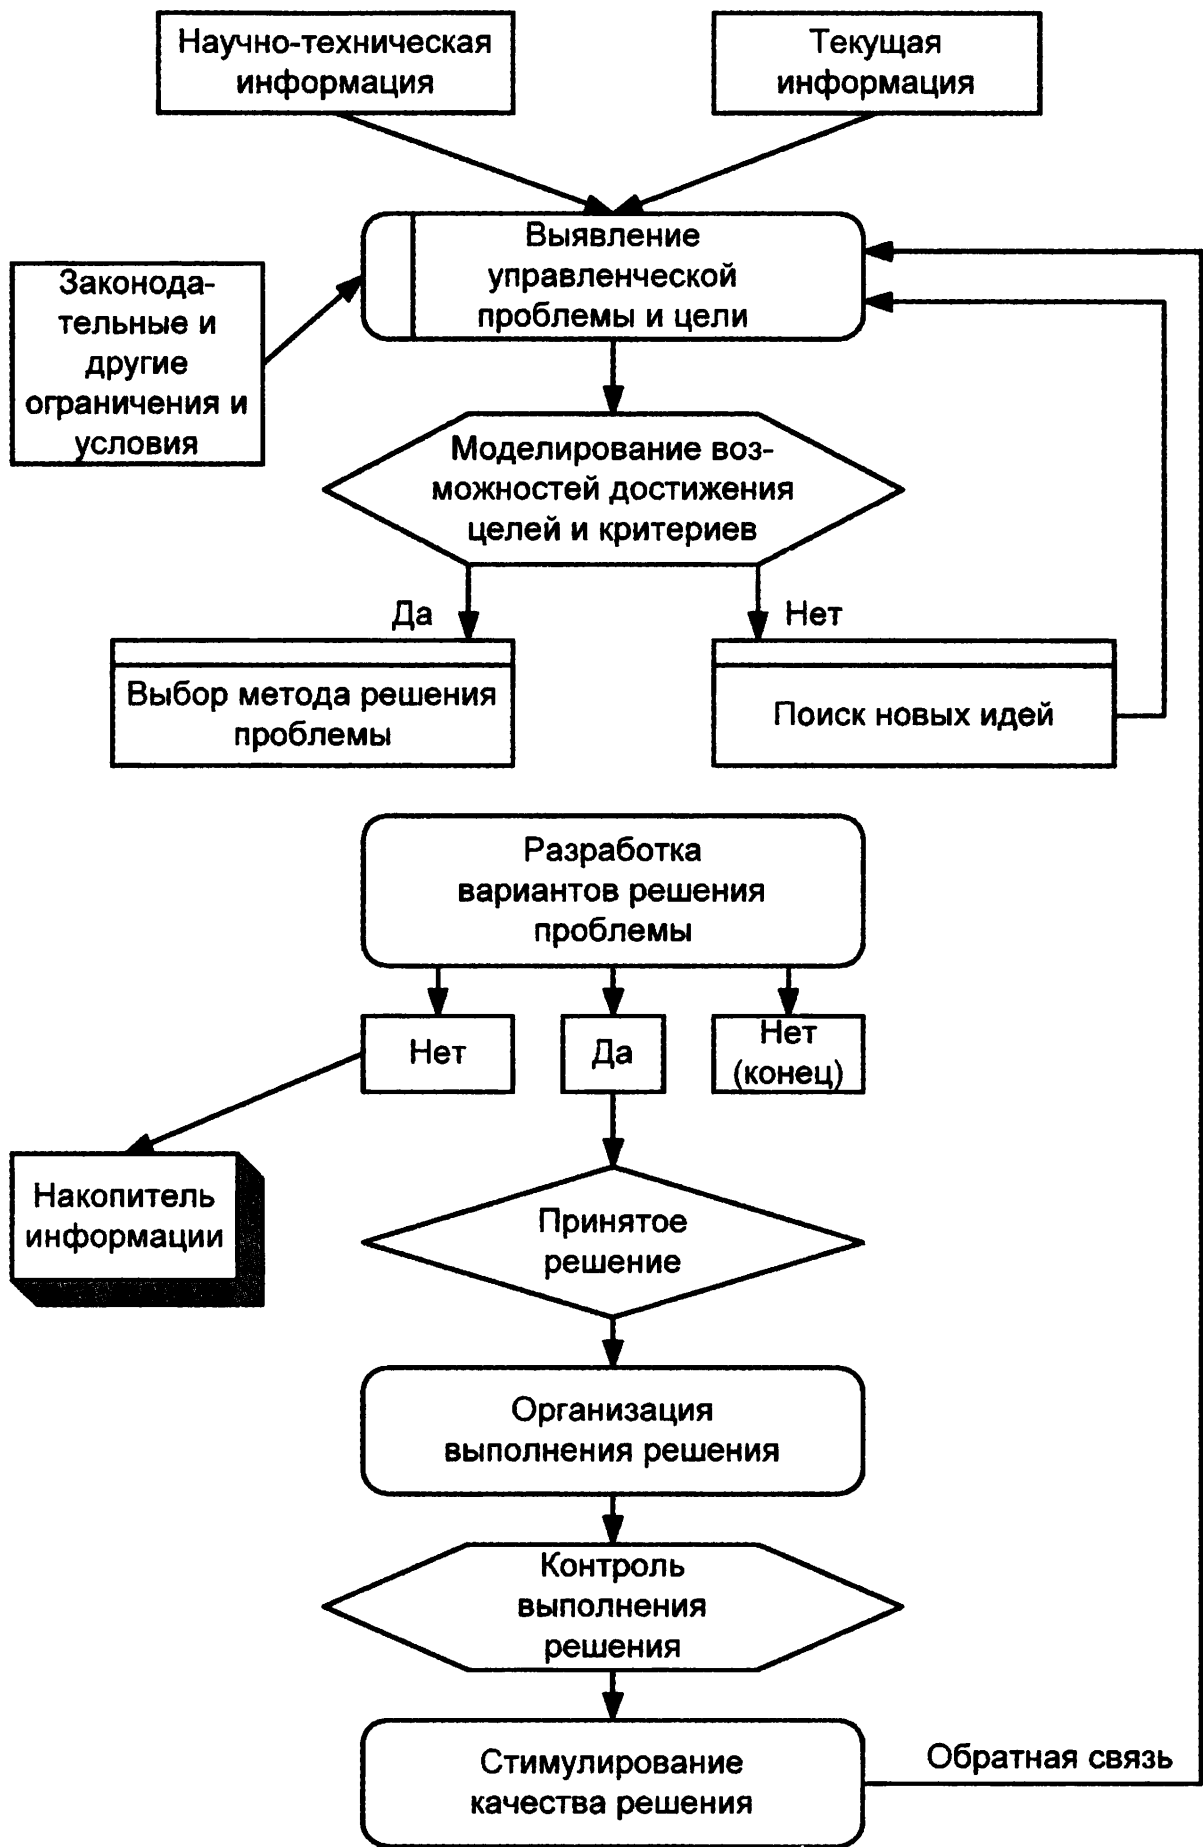 Научно-техническая
информация
Текущая
информация
Выявление
управленческой
проблемы и цели
Законода-
тельные и
другие
ограничения и
условия
Моделирование воз-
можностей достижения
целей и критериев
Да
Нет
Выбор метода решения
проблемы
Поиск новых идей
Разработка
вариантов решения
проблемы
Нет
Да
Нет
(конец)
Накопитель
информации
Принятое
решение
Организация
выполнения решения
Контроль
выполнения
решения
Стимулирование
качества решения
Обратная связь